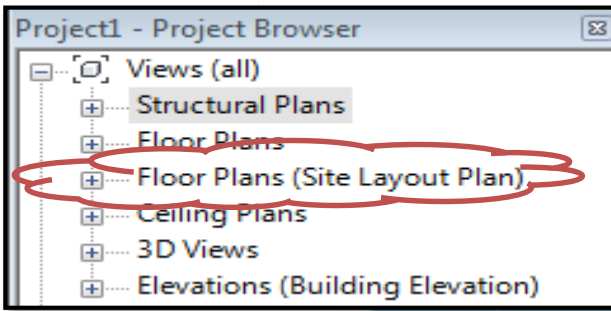 Project1 - Project Browser
Views (all)
Structural Plans
Floor Plans
Floor Plans (Site Layout Plan)
Ceiling Plans
3D Views
Elevations (Building Elevation)